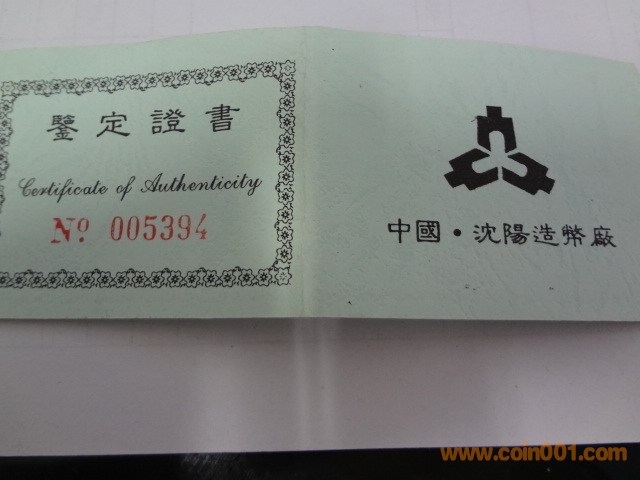 鑒定證書
Certificate of Authenticity
Nº 005394
中國·沈陽造幣廠
www.coin001.com